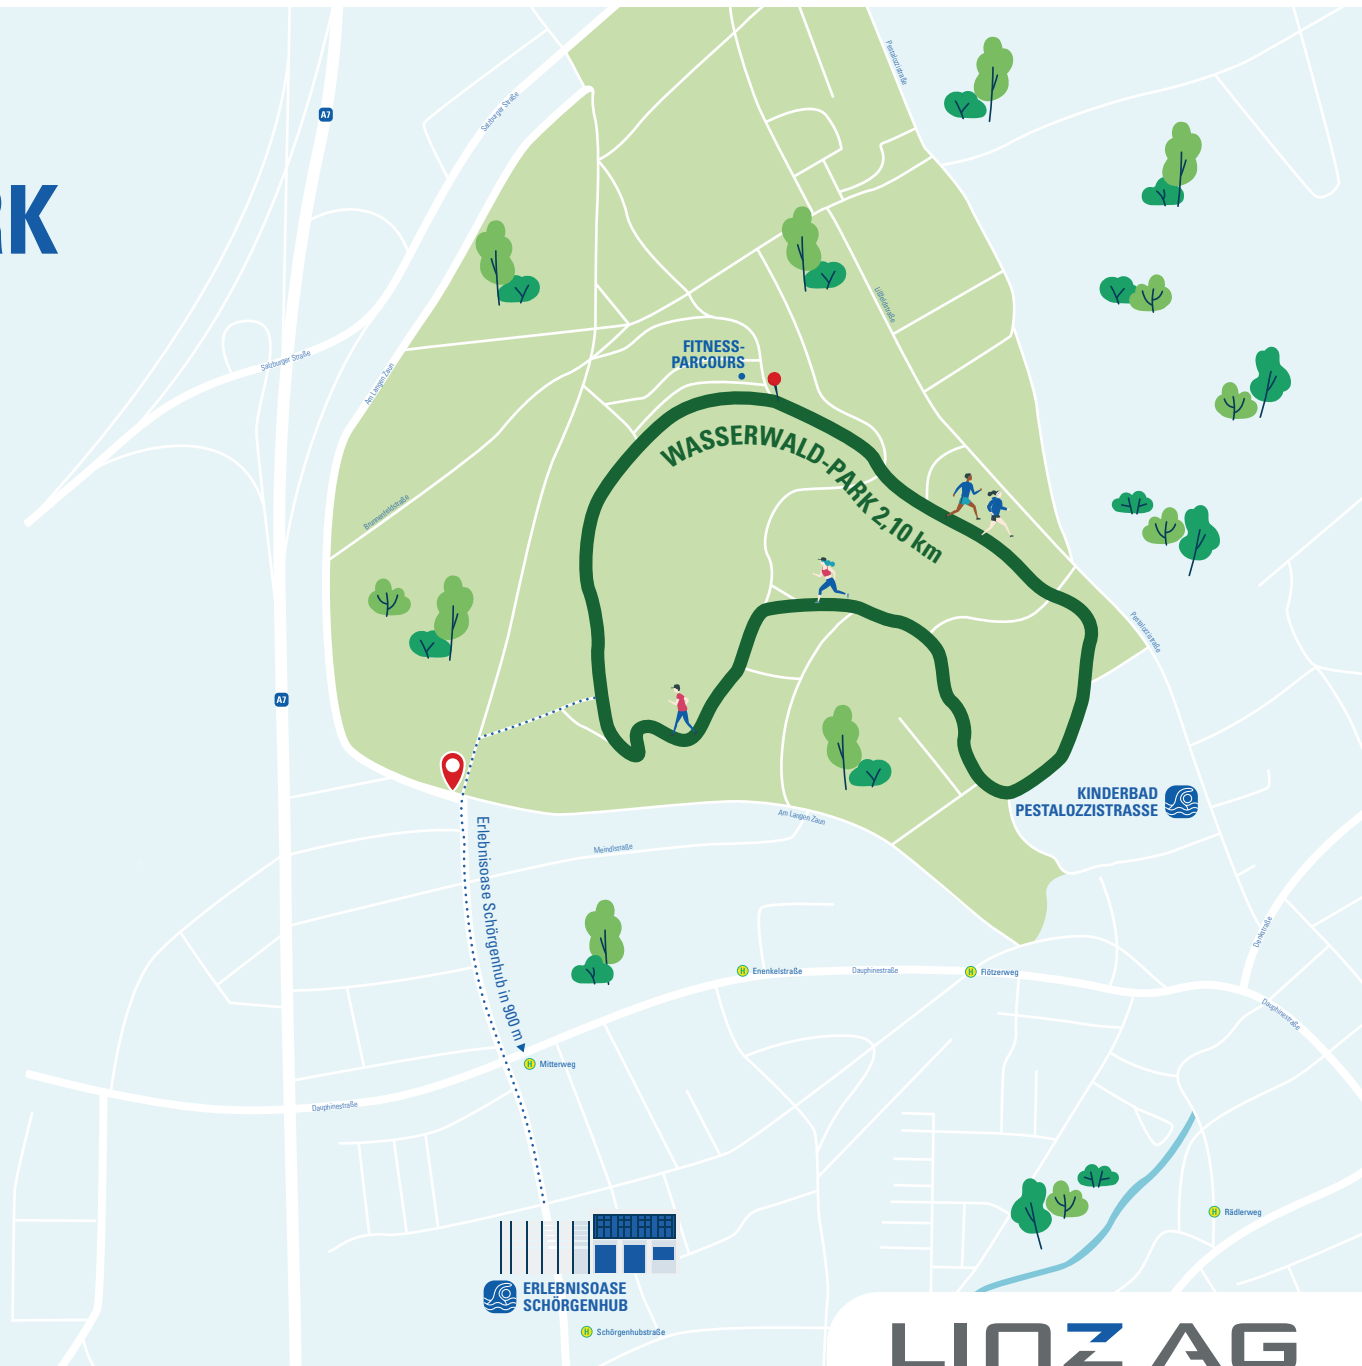 RK
A7
Salzburger Straße
Pestalozzistraße
Salzburger Straße
Am Langen Zaun
Ulßfeldstraße
FITNESS-
PARCOURS
WASSERWALD-PARK 2,10 km
Brunnenfeldstraße
Pestalozzistraße
A7
KINDERBAD
PESTALOZZISTRASSE
Am Langen Zaun
Meindlstraße
Erlebnisoase Schörgenhub in 900 m
Denkstraße
H Enenkelstraße
Dauphinestraße
H Flötzerweg
Dauphinestraße
H Mitterweg
Dauphinestraße
H Rädlerweg
ERLEBNISOASE
SCHÖRGENHUB
H Schörgenhubstraße
LINZ AG